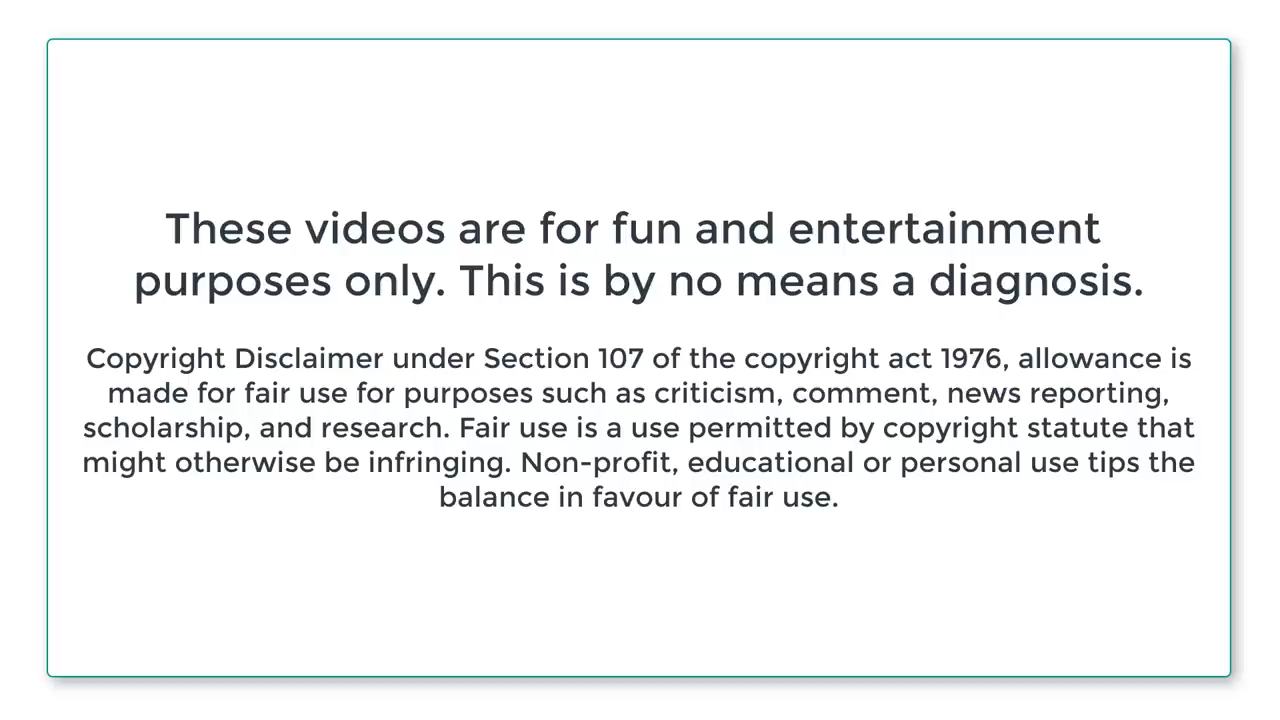 These videos are for fun and entertainment
purposes only. This is by no means a diagnosis.
Copyright Disclaimer under Section 107 of the copyright act 1976, allowance is
made for fair use for purposes such as criticism, comment, news reporting,
scholarship, and research. Fair use is a use permitted by copyright statute that
might otherwise be infringing. Non-profit, educational or personal use tips the
balance in favour of fair use.